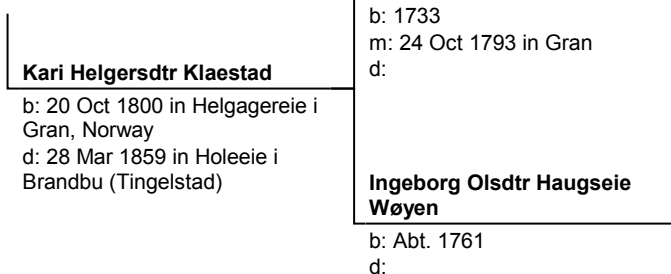 b: 1733
m: 24 Oct 1793 in Gran
d:
Kari Helgersdtr Klaestad
b: 20 Oct 1800 in Helgagereie i
Gran, Norway
d: 28 Mar 1859 in Holeeie i
Brandbu (Tingelstad)
Ingeborg Olsdtr Haugseie
Wøyen
b: Abt. 1761
d: